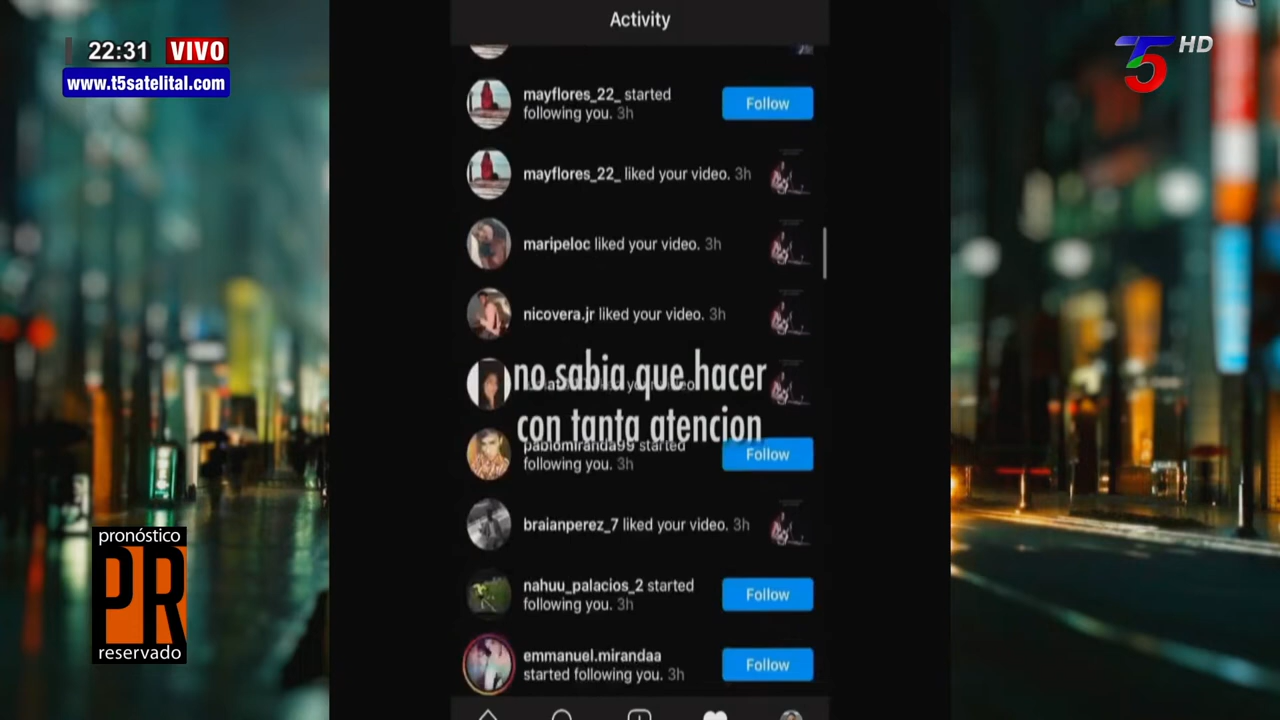 Activity
22:31 VIVO
www.t5satelital.com
T5 HD
mayflores_22_ started
following you. 3h
Follow
mayflores_22_ liked your video. 3h
maripeloc liked your video. 3h
nicovera.jr liked your video. 3h
no sabia que hacer
con tanta atencion
pablomiranda99 started
following you. 3h
Follow
braianperez_7 liked your video. 3h
nahuu_palacios_2 started
following you. 3h
Follow
emmanuel.mirandaa
started following you. 3h
Follow
pronóstico
PR
reservado